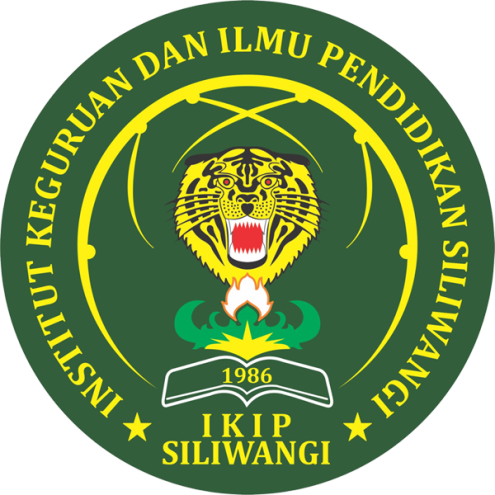 INSTITUT KEGURUAN DAN ILMU PENDIDIKAN SILIWANGI
1986
IKIP
SILIWANGI